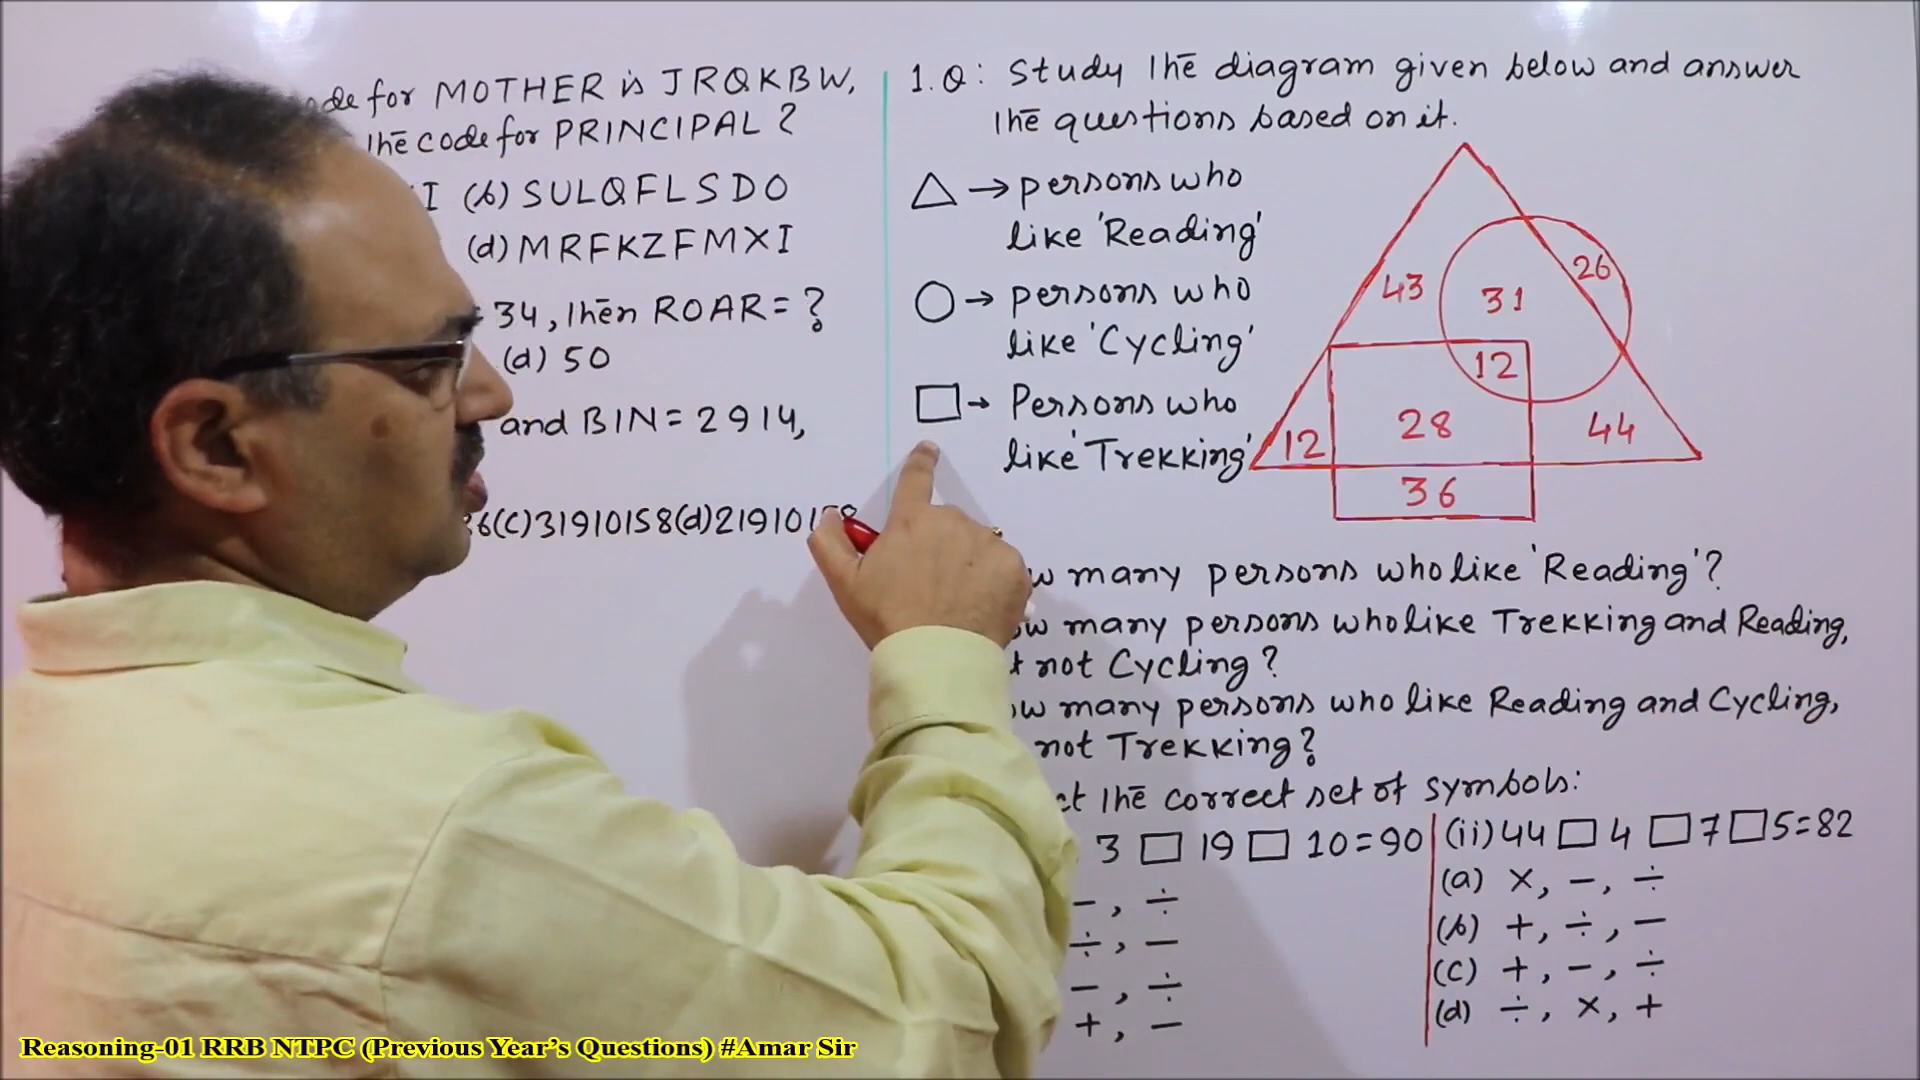 for MOTHER is JRQKBW,
the code for PRINCIPAL?
I (b) SULQFLSDO
(d) MRFKZFMXI
= 34, then ROAR = ?
(d) 50
and BIN = 2914,
6(c)31910158(d)21910158
1. Q: Study the diagram given below and answer
the questions based on it.
△ → persons who
like 'Reading'
○ → persons who
like 'Cycling'
□ → Persons who
like 'Trekking'
43
31
26
12
28
12
44
36
many persons who like 'Reading'?
many persons who like Trekking and Reading,
not Cycling?
many persons who like Reading and Cycling,
not Trekking?
the correct set of symbols:
3 □ 19 □ 10 = 90
-, ÷
÷, -
-, ÷
+, -
(ii) 44 □ 4 □ 7 □ 5 = 82
(a) ×, -, ÷
(b) +, ÷, -
(c) +, -, ÷
(d) ÷, ×, +
Reasoning-01 RRB NTPC (Previous Year's Questions) #Amar Sir